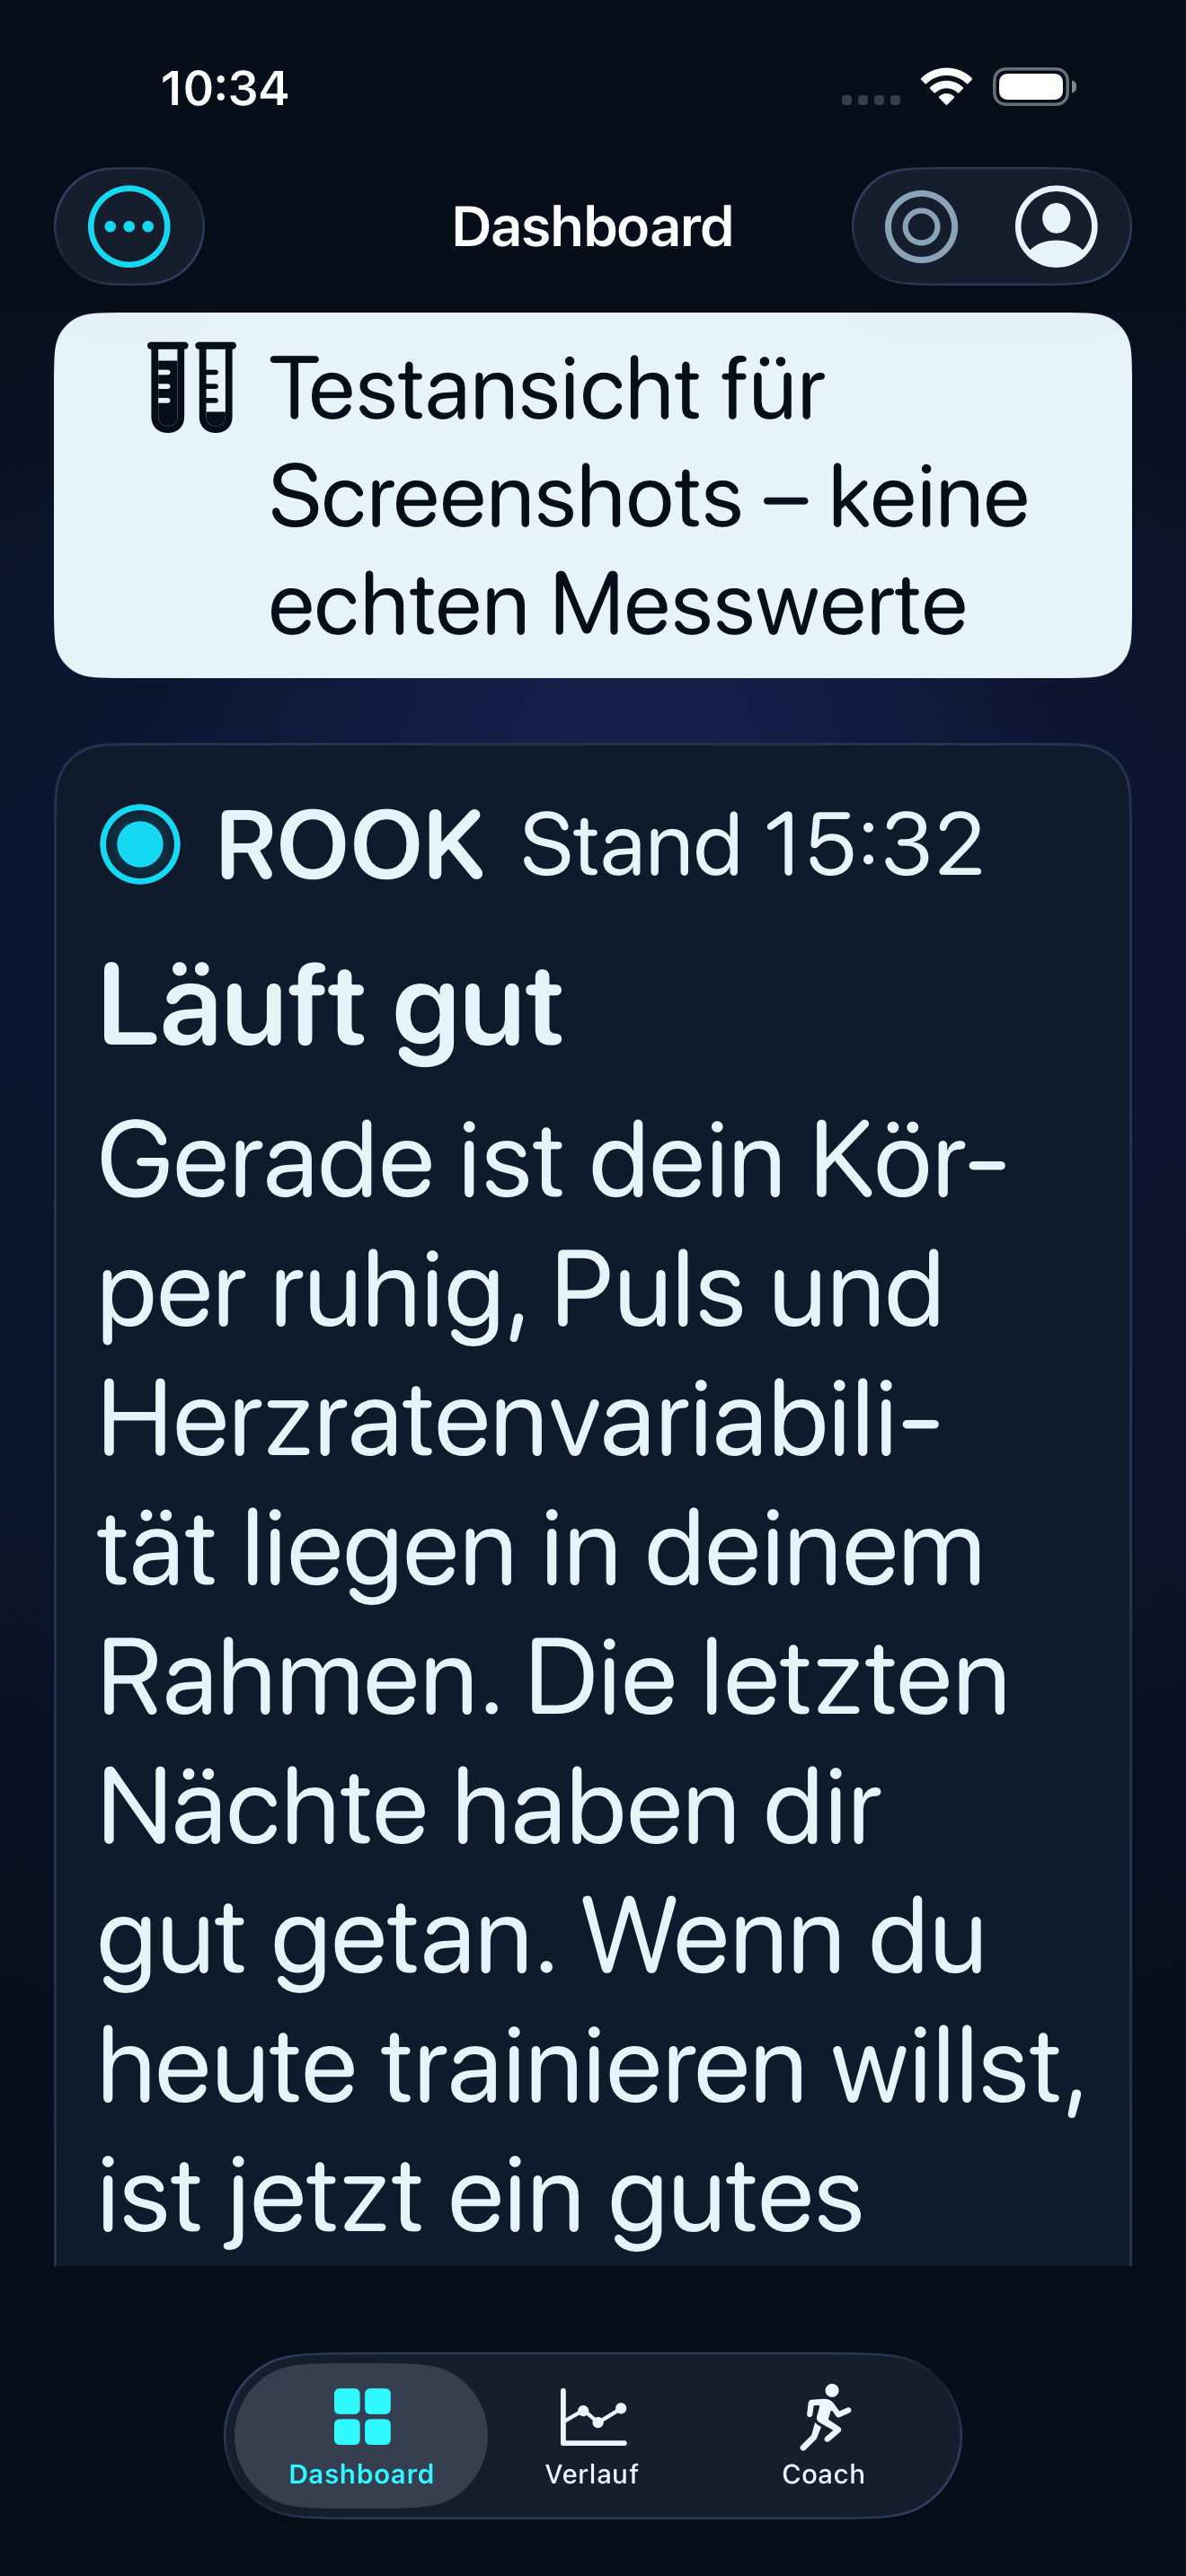 10:34
Dashboard
Testansicht für
Screenshots – keine
echten Messwerte
ROOK Stand 15:32
Läuft gut
Gerade ist dein Kör-
per ruhig, Puls und
Herzratenvariabili-
tät liegen in deinem
Rahmen. Die letzten
Nächte haben dir
gut getan. Wenn du
heute trainieren willst,
ist jetzt ein gutes
Dashboard Verlauf Coach